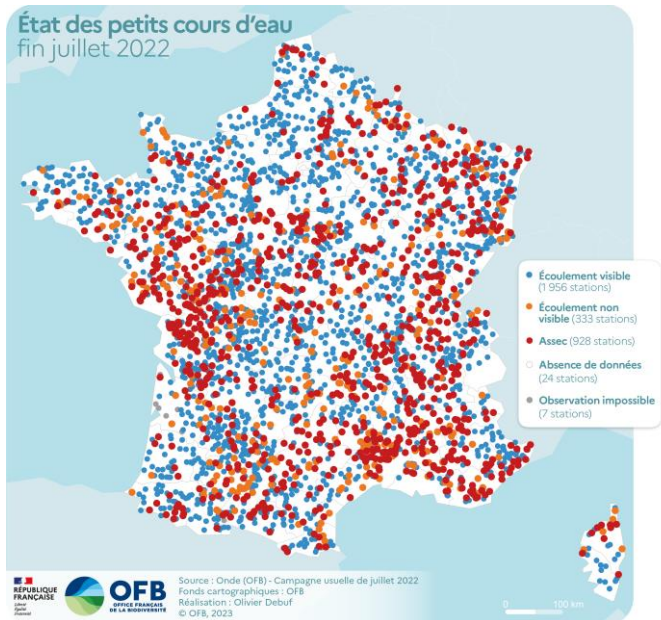 État des petits cours d'eau
fin juillet 2022
Écoulement visible
(1 956 stations)
Écoulement non
visible (333 stations)
Assec (928 stations)
Absence de données
(24 stations)
Observation impossible
(7 stations)
RÉPUBLIQUE
FRANÇAISE
Liberté
Égalité
Fraternité
OFB
OFFICE FRANÇAIS
DE LA BIODIVERSITÉ
Source : Onde (OFB) - Campagne usuelle de juillet 2022
Fonds cartographiques : OFB
Réalisation : Olivier Debuf
© OFB, 2023
0 100 km